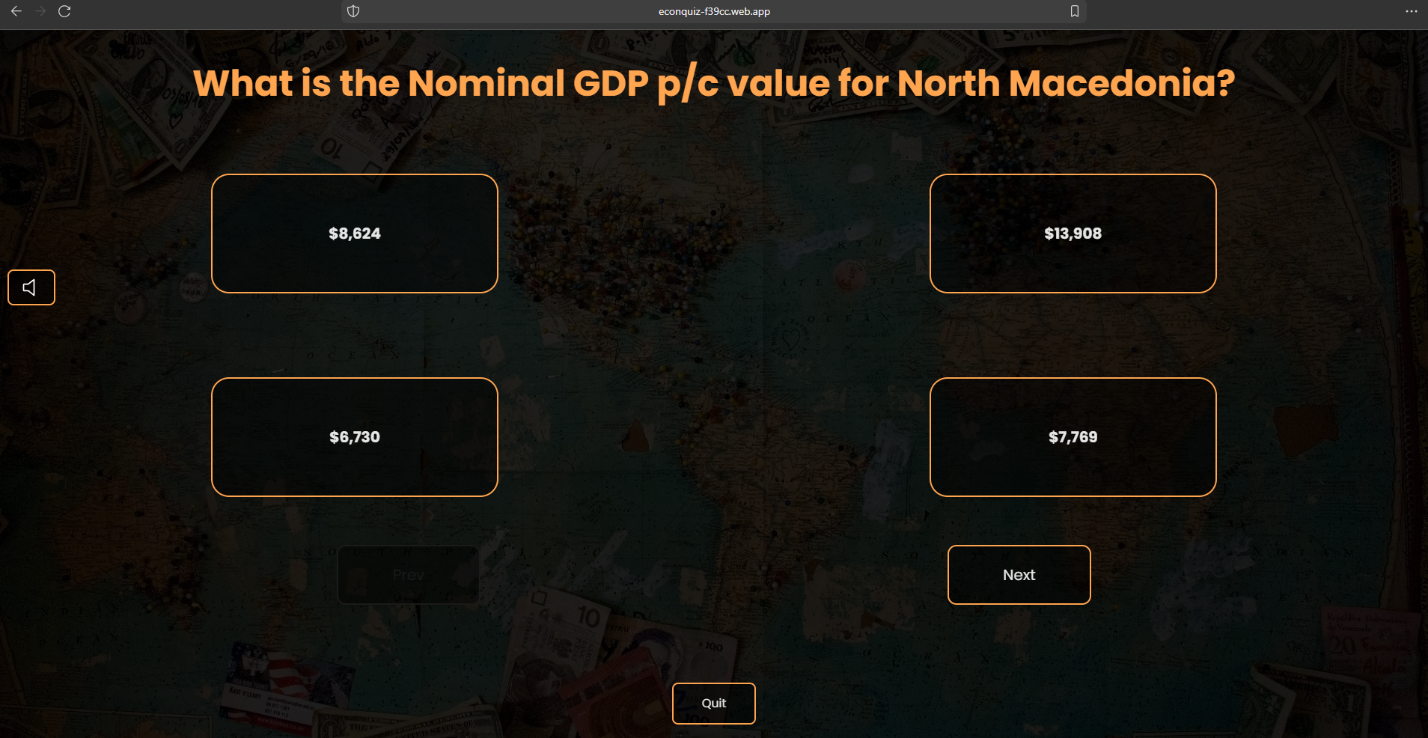 econquiz-f39cc.web.app
What is the Nominal GDP p/c value for North Macedonia?
$8,624
$13,908
$6,730
$7,769
Prev
Next
Quit